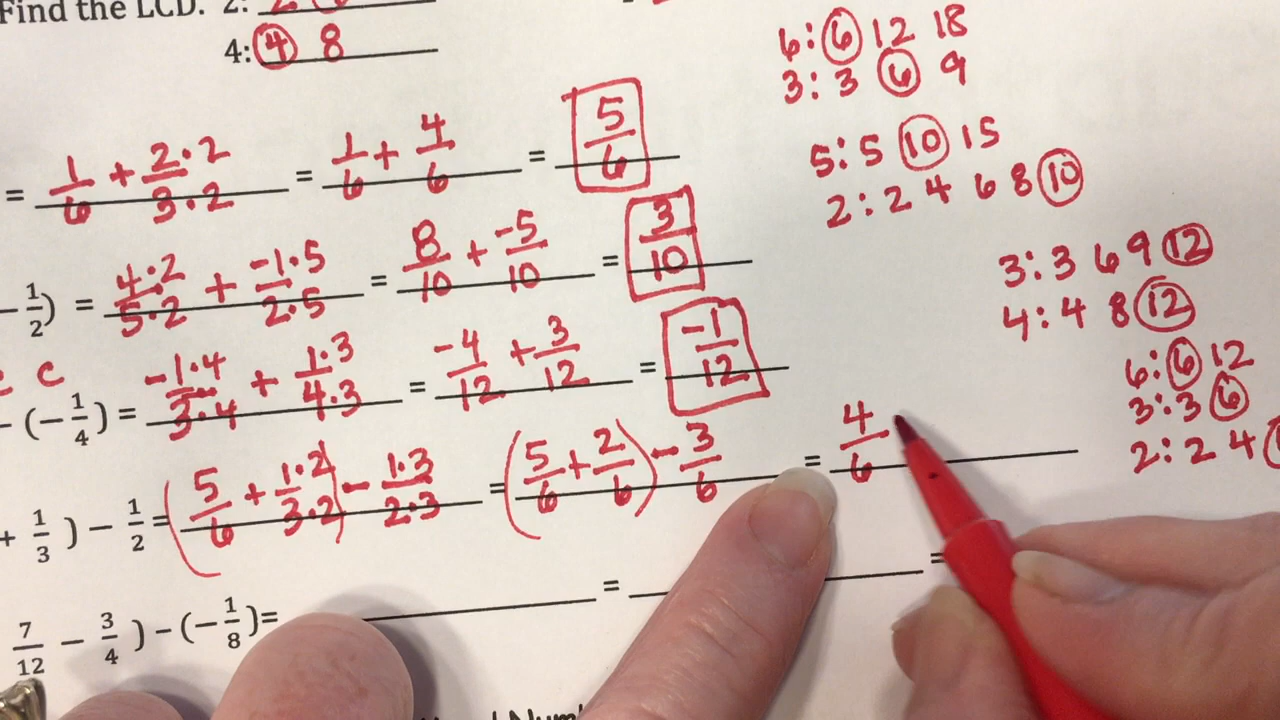 Find the LCD. 2:
4: 4 8
6: 6 12 18
3: 3 6 9
= 1/6 + 2·2/3·2 = 1/6 + 4/6 = 5/6
5: 5 10 15
2: 2 4 6 8 10
- 1/2) = 4·2/5·2 + -1·5/2·5 = 8/10 + -5/10 = 3/10
3: 3 6 9 12
4: 4 8 12
C
- (- 1/4) = -1·4/3·4 + 1·3/4·3 = -4/12 + 3/12 = -1/12
6: 6 12
3: 3 6
2: 2 4
+ 1/3 ) - 1/2 = (5/6 + 1·2/3·2) - 1·3/2·3 = (5/6 + 2/6) - 3/6 = 4/6
7/12 - 3/4 ) - (- 1/8) = = =